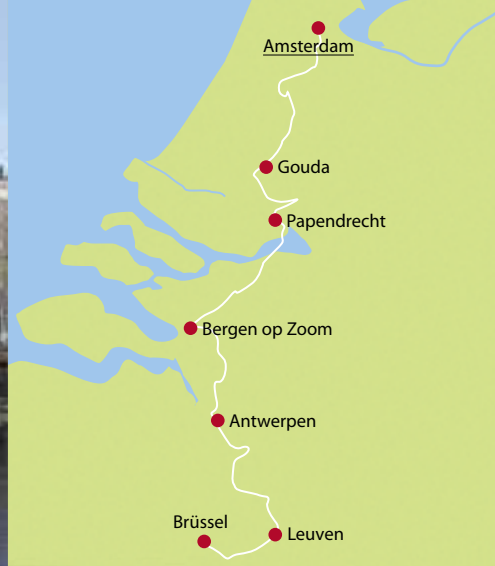 Amsterdam
Gouda
Papendrecht
Bergen op Zoom
Antwerpen
Brüssel
Leuven